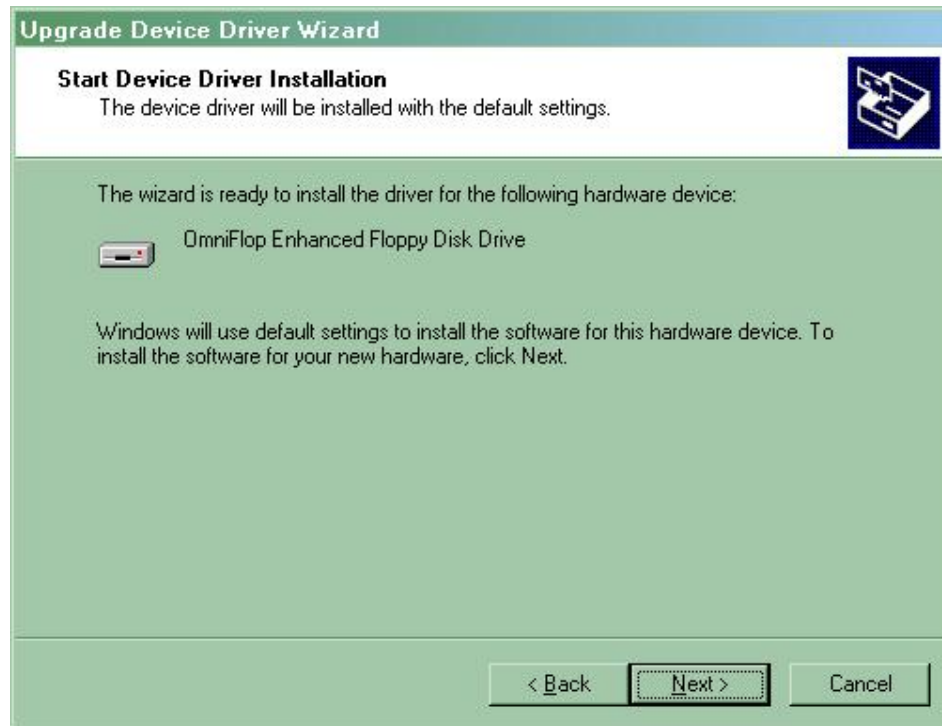 Upgrade Device Driver Wizard
Start Device Driver Installation
The device driver will be installed with the default settings.
The wizard is ready to install the driver for the following hardware device:
OmniFlop Enhanced Floppy Disk Drive
Windows will use default settings to install the software for this hardware device. To
install the software for your new hardware, click Next.
< Back Next > Cancel